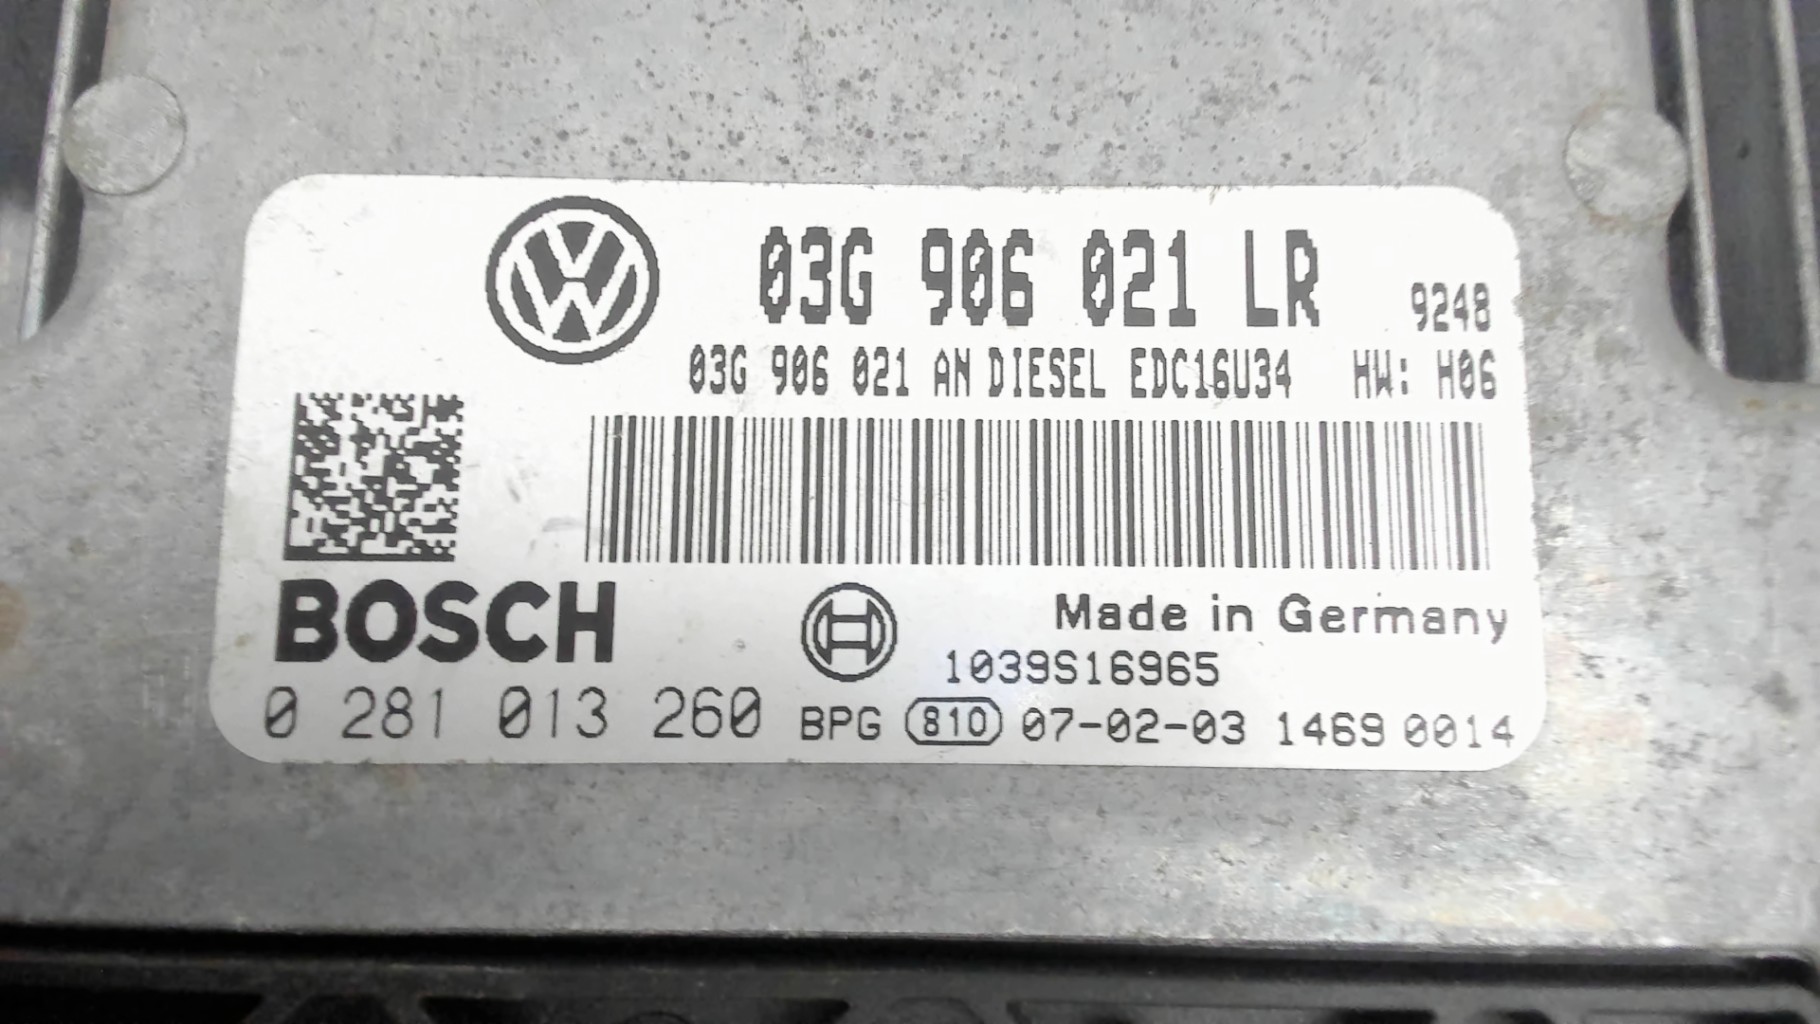 03G 906 021 LR 9248
03G 906 021 AN DIESEL EDC16U34 HW: H06
BOSCH
Made in Germany
1039S16965
0 281 013 260 BPG 810 07-02-03 1469 0014